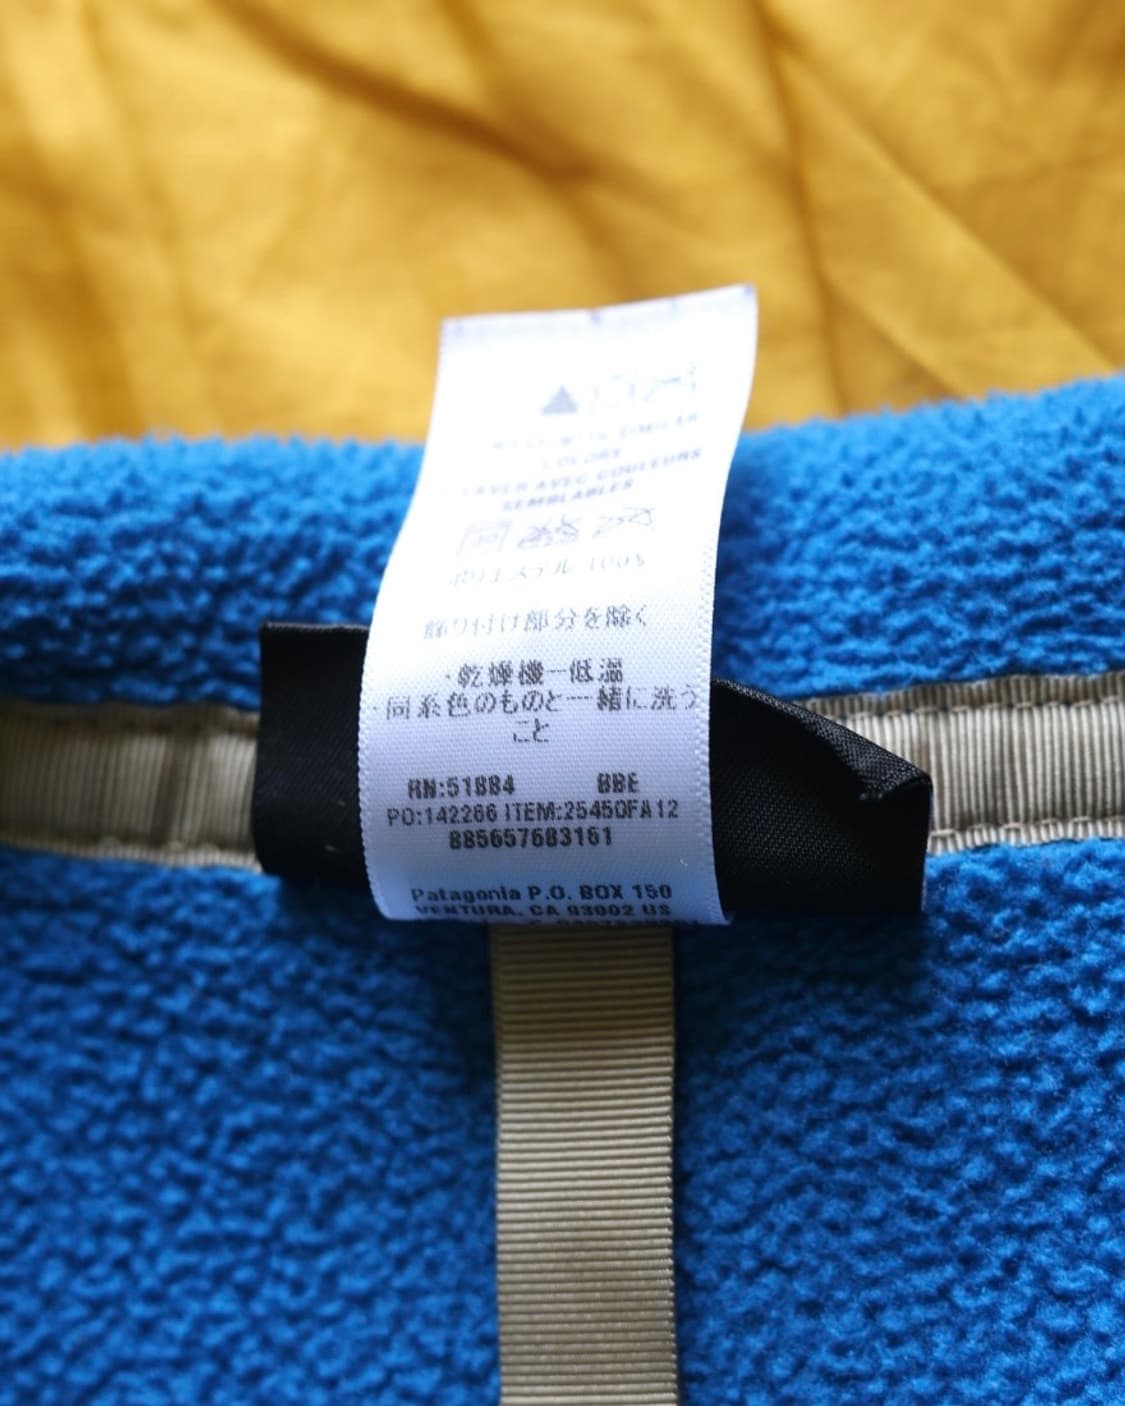 WASH WITH SIMILAR
COLORS
LAVER AVEC COULEURS
SEMBLABLES
ポリエステル 100%
飾り付け部分を除く
・乾燥機ー低温
・同系色のものと一緒に洗う
こと
RN:51884 BBE
PO:142266 ITEM:25450FA12
885657683161
Patagonia P.O. BOX 150
VENTURA, CA 93002 US